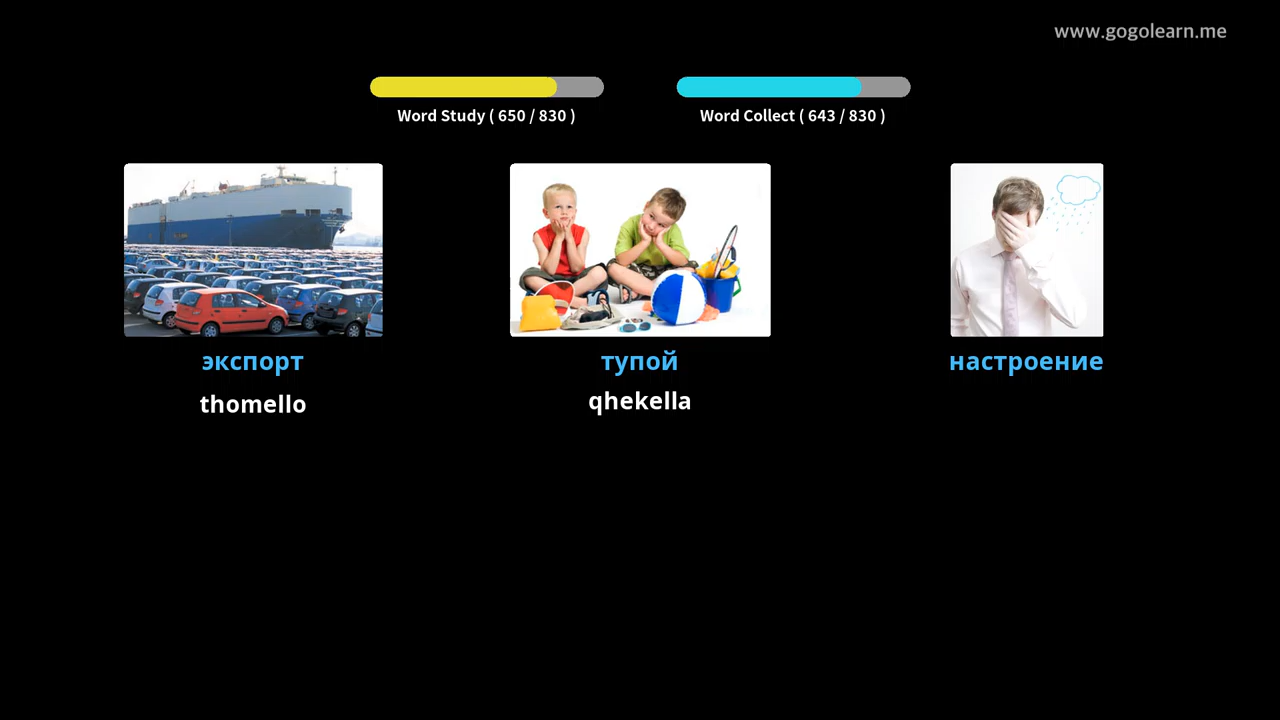 www.gogolearn.me
Word Study ( 650 / 830 )
Word Collect ( 643 / 830 )
экспорт
тупой
настроение
thomello
qhekella